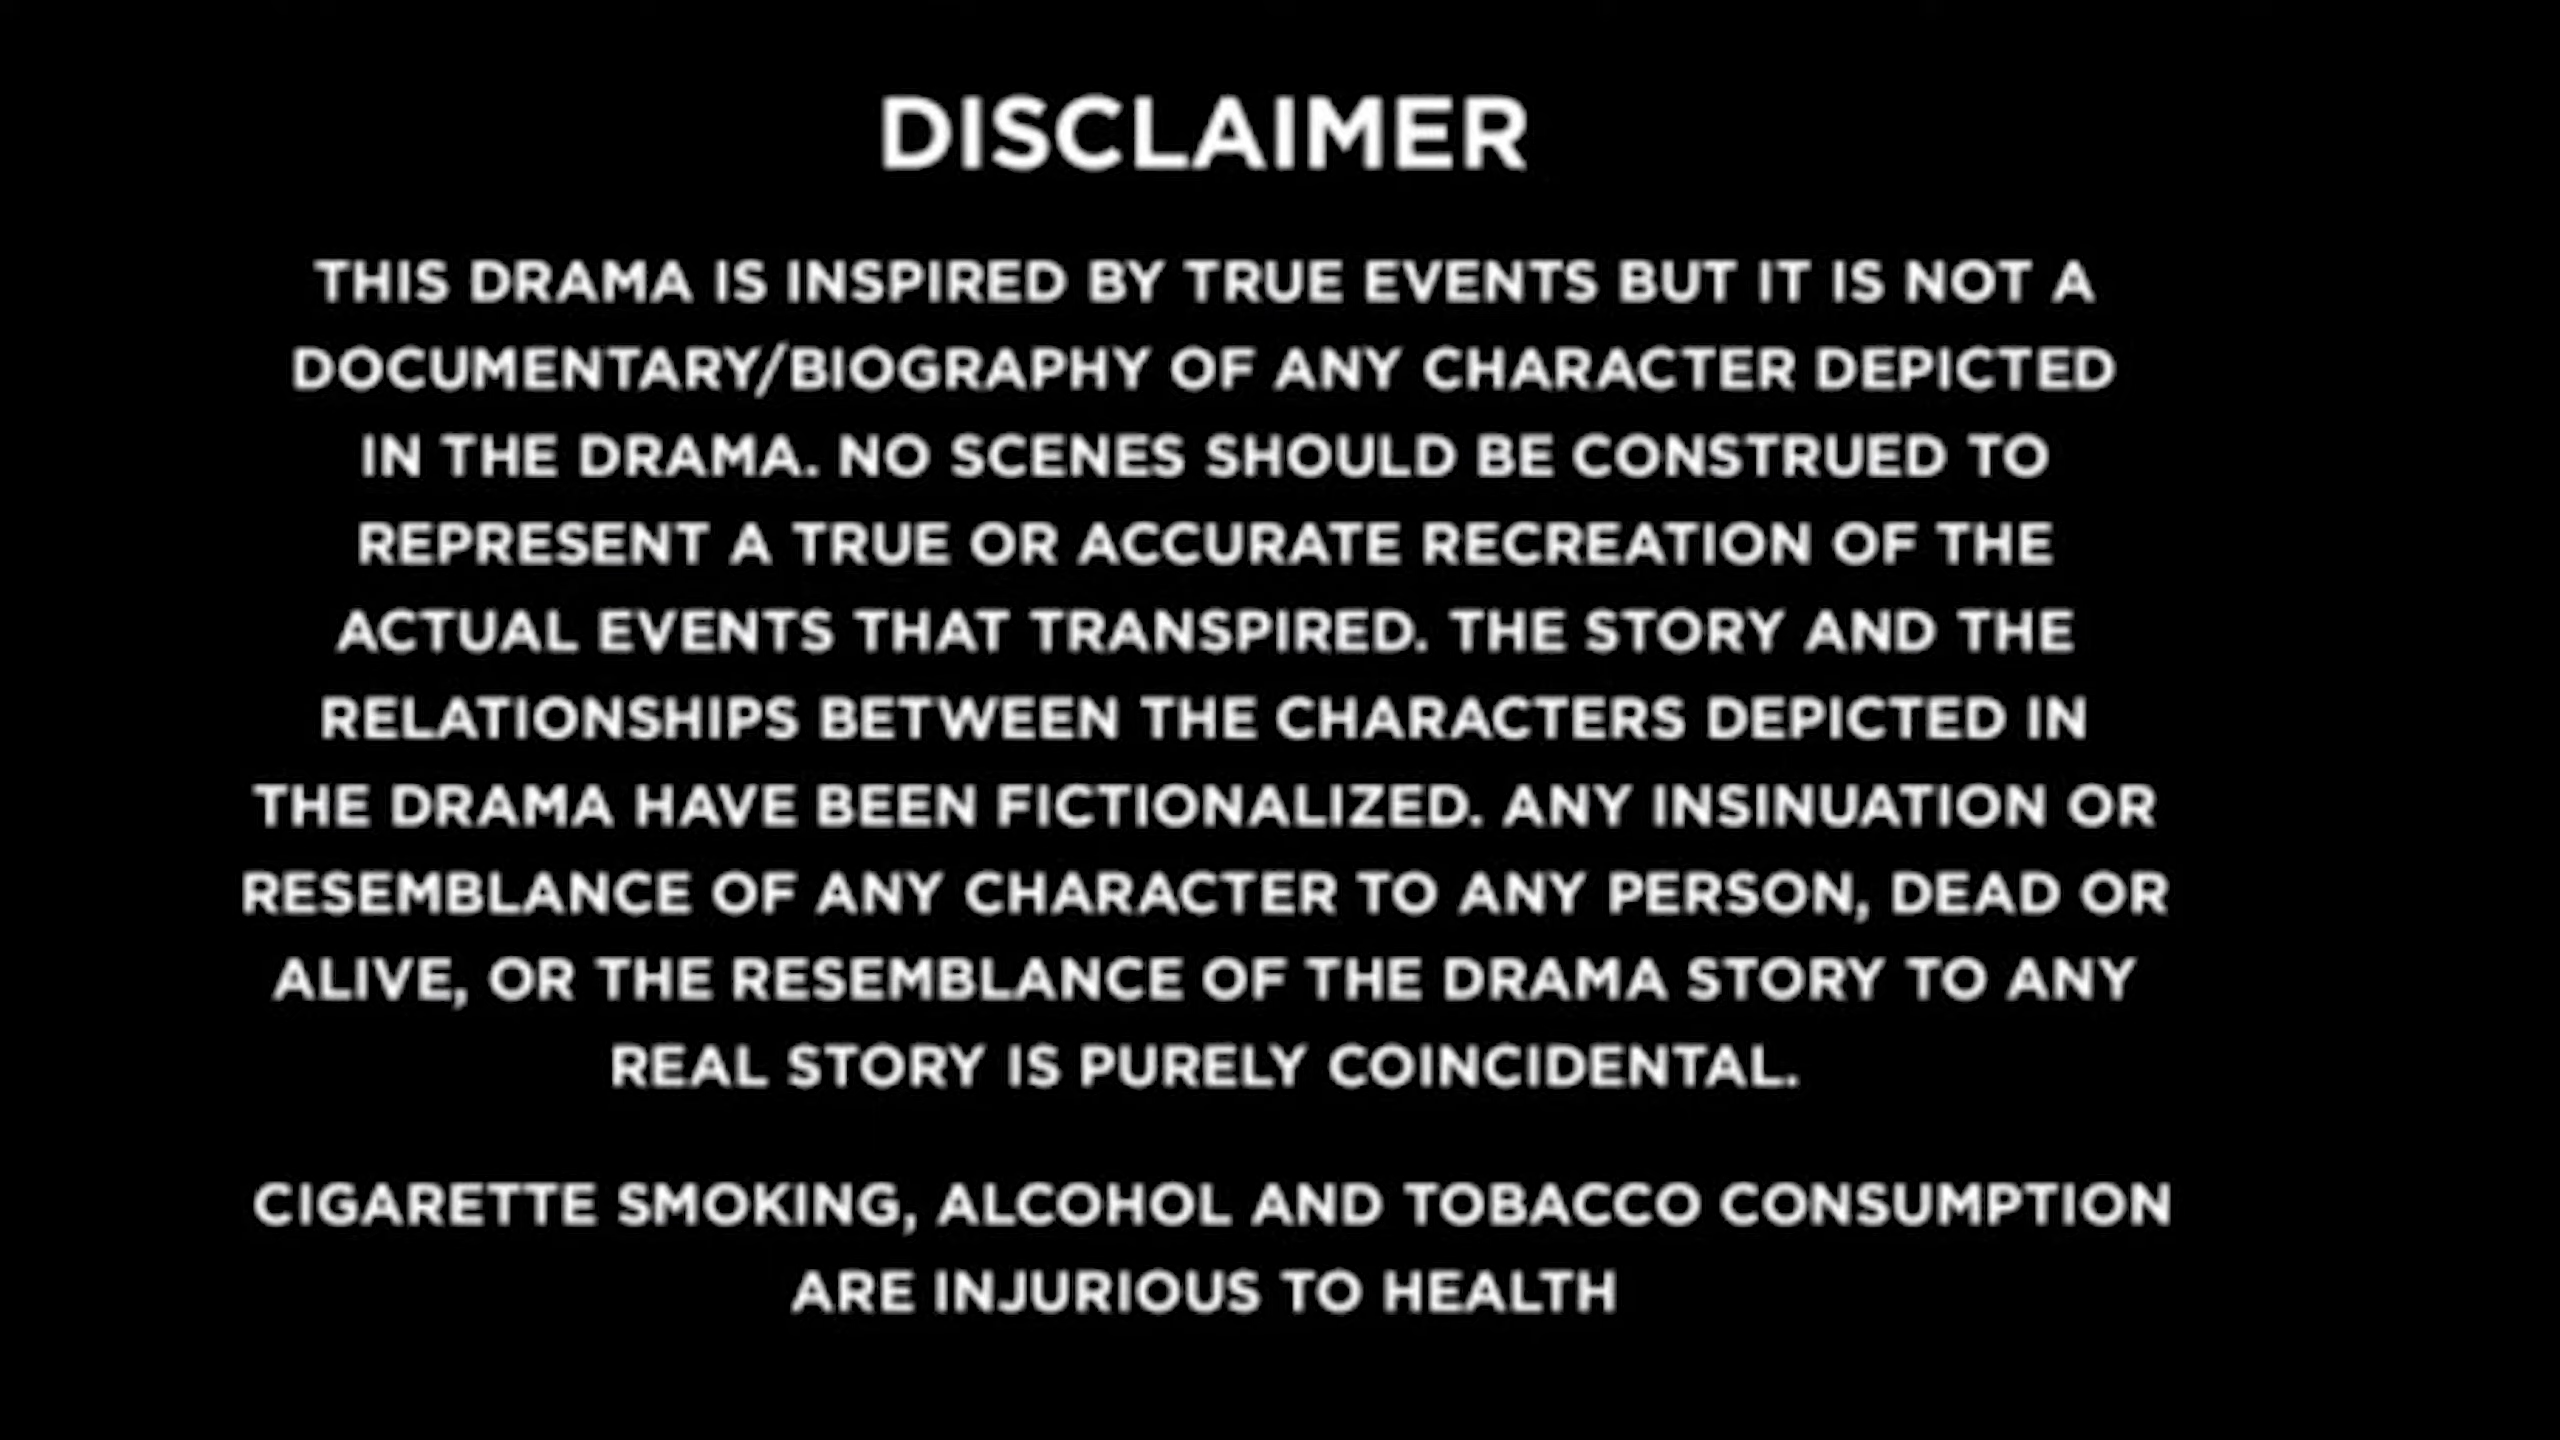 DISCLAIMER
THIS DRAMA IS INSPIRED BY TRUE EVENTS BUT IT IS NOT A
DOCUMENTARY/BIOGRAPHY OF ANY CHARACTER DEPICTED
IN THE DRAMA. NO SCENES SHOULD BE CONSTRUED TO
REPRESENT A TRUE OR ACCURATE RECREATION OF THE
ACTUAL EVENTS THAT TRANSPIRED. THE STORY AND THE
RELATIONSHIPS BETWEEN THE CHARACTERS DEPICTED IN
THE DRAMA HAVE BEEN FICTIONALIZED. ANY INSINUATION OR
RESEMBLANCE OF ANY CHARACTER TO ANY PERSON, DEAD OR
ALIVE, OR THE RESEMBLANCE OF THE DRAMA STORY TO ANY
REAL STORY IS PURELY COINCIDENTAL.
CIGARETTE SMOKING, ALCOHOL AND TOBACCO CONSUMPTION
ARE INJURIOUS TO HEALTH